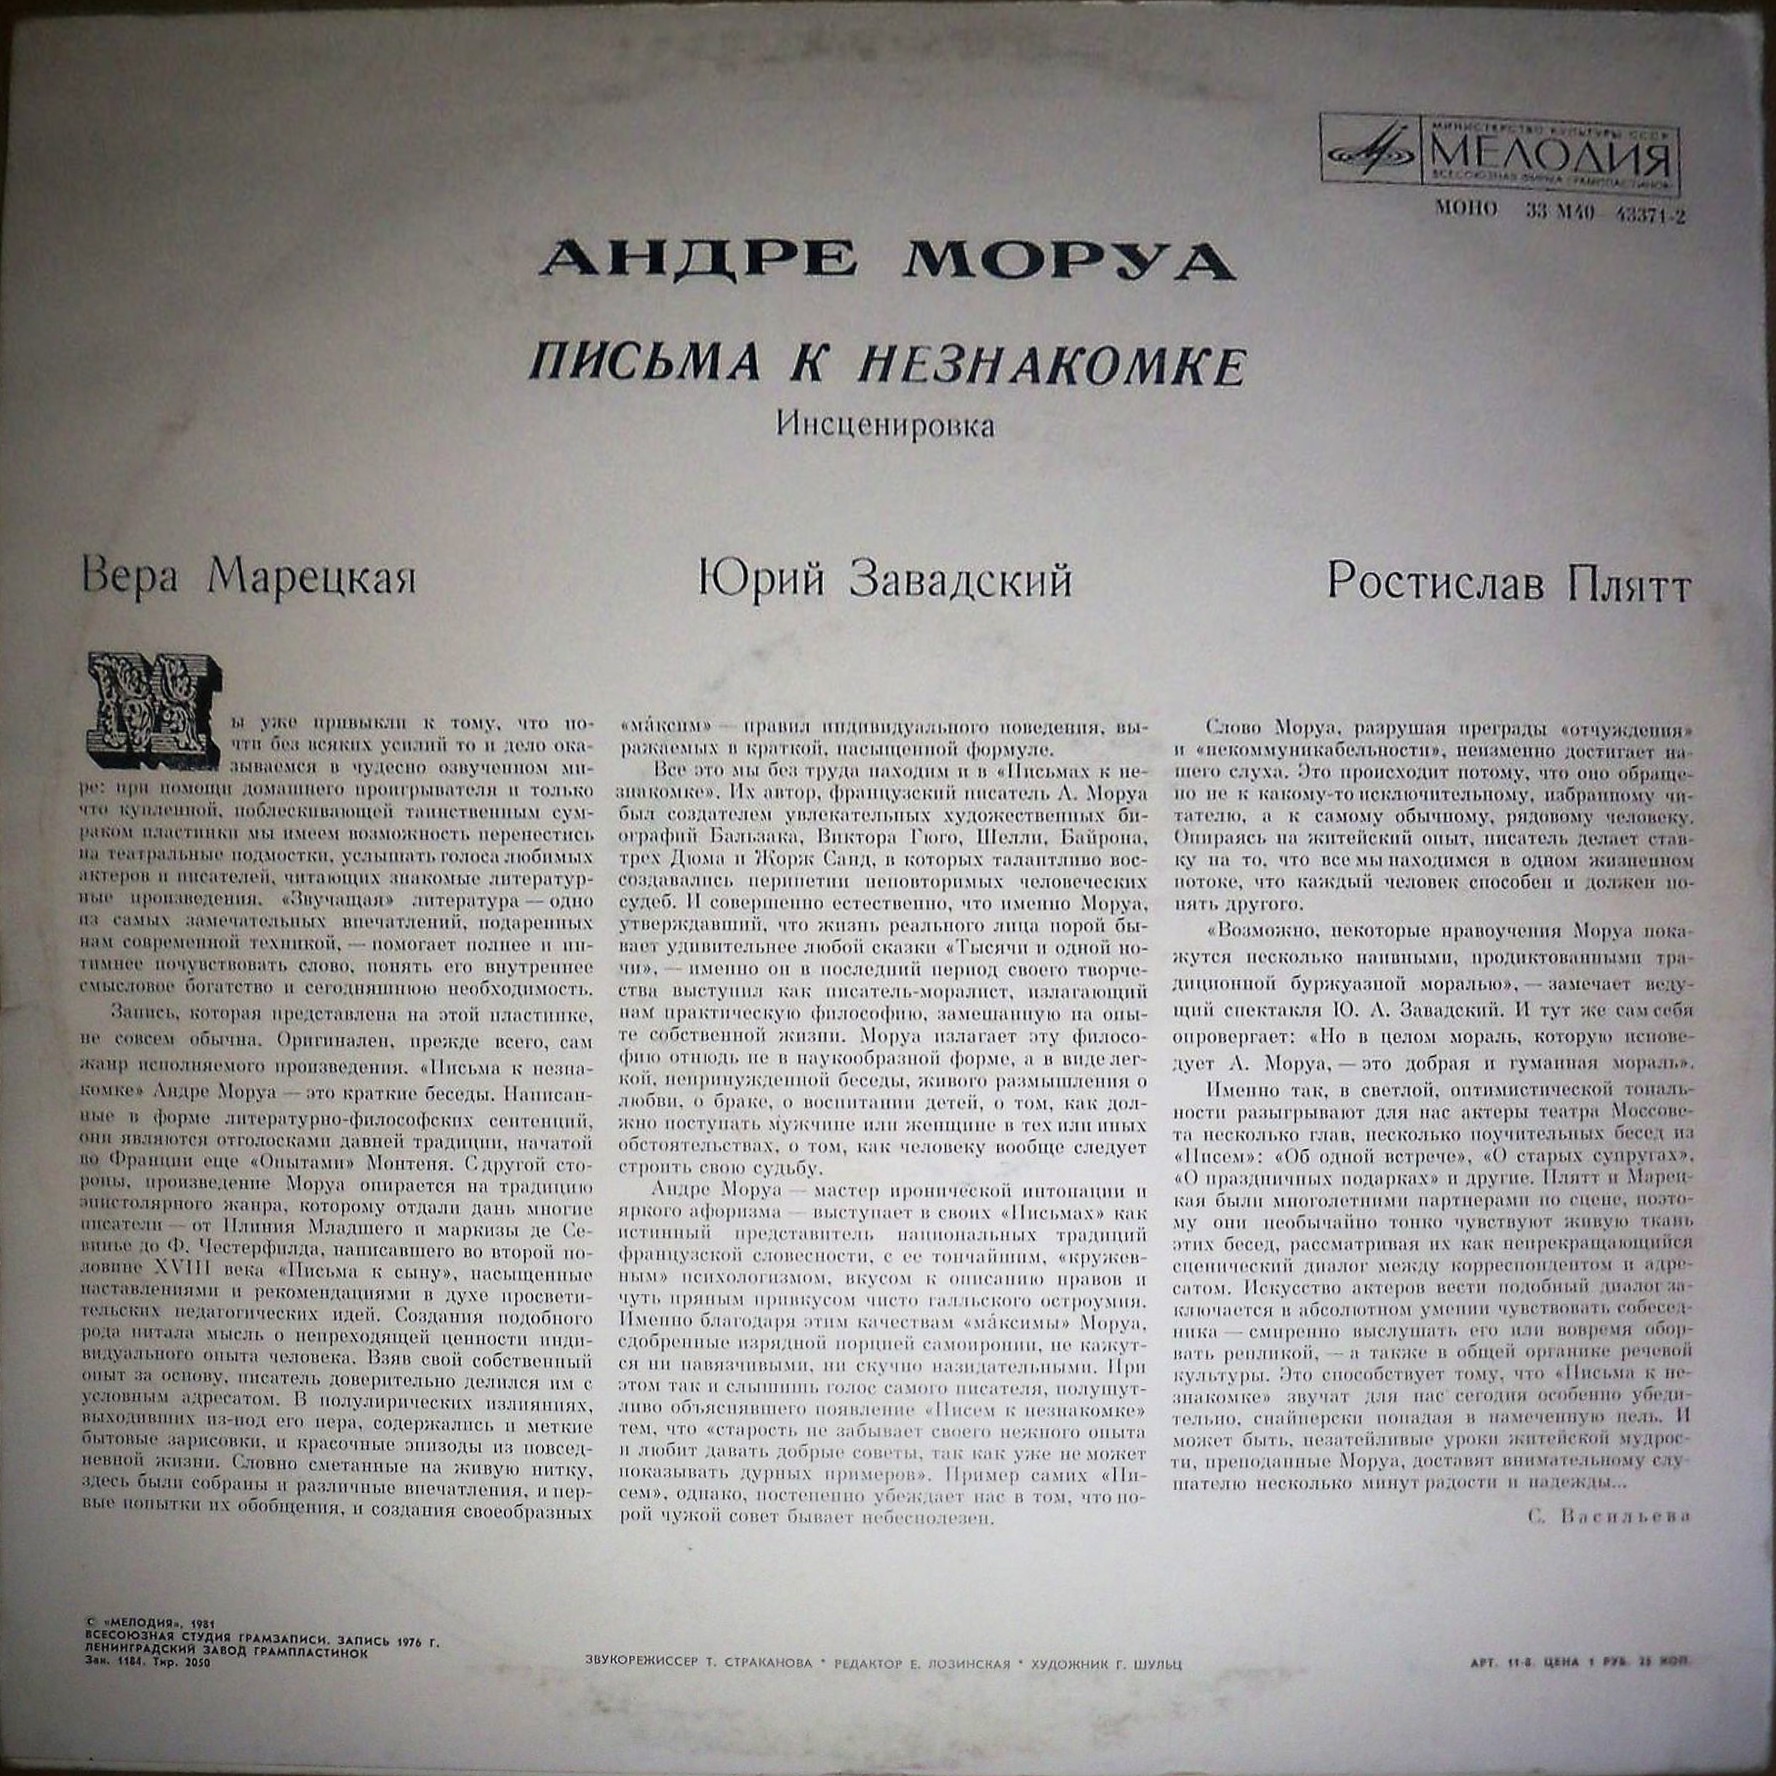 МИНИСТЕРСТВО КУЛЬТУРЫ СССР
МЕЛОДИЯ
ВСЕСОЮЗНАЯ ФИРМА ГРАМПЛАСТИНОК
МОНО 33 М40—43371-2
АНДРЕ МОРУА
ПИСЬМА К НЕЗНАКОМКЕ
Инсценировка
Вера Марецкая
Юрий Завадский
Ростислав Плятт
Мы уже привыкли к тому, что по-
чти без всяких усилий то и дело ока-
зываемся в чудесно озвученном ми-
ре: при помощи домашнего проигрывателя и только
что купленной, поблескивающей таинственным сум-
раком пластинки мы имеем возможность перенестись
на театральные подмостки, услышать голоса любимых
актеров и писателей, читающих знакомые литератур-
ные произведения. «Звучащая» литература — одно
из самых замечательных впечатлений, подаренных
нам современной техникой, — помогает полнее и ин-
тимнее почувствовать слово, понять его внутреннее
смысловое богатство и сегодняшнюю необходимость.
Запись, которая представлена на этой пластинке,
не совсем обычна. Оригинален, прежде всего, сам
жанр исполняемого произведения. «Письма к незна-
комке» Андре Моруа — это краткие беседы. Написан-
ные в форме литературно-философских сентенций,
они являются отголосками давней традиции, начатой
во Франции еще «Опытами» Монтеня. С другой сто-
роны, произведение Моруа опирается на традицию
эпистолярного жанра, которому отдали дань многие
писатели — от Плиния Младшего и маркизы де Се-
винье до Ф. Честерфилда, написавшего во второй по-
ловине XVIII века «Письма к сыну», насыщенные
наставлениями и рекомендациями в духе просвети-
тельских педагогических идей. Создания подобного
рода питала мысль о непреходящей ценности инди-
видуального опыта человека. Взяв свой собственный
опыт за основу, писатель доверительно делился им с
условным адресатом. В полулирических излияниях,
выходивших из-под его пера, содержались и меткие
бытовые зарисовки, и красочные эпизоды из повсед-
невной жизни. Словно сметанные на живую нитку,
здесь были собраны и различные впечатления, и пер-
вые попытки их обобщения, и создания своеобразных
«мáксим» — правил индивидуального поведения, вы-
ражаемых в краткой, насыщенной формуле.
Все это мы без труда находим и в «Письмах к не-
знакомке». Их автор, французский писатель А. Моруа
был создателем увлекательных художественных би-
ографий Бальзака, Виктора Гюго, Шелли, Байрона,
трех Дюма и Жорж Санд, в которых талантливо вос-
создавались перипетии неповторимых человеческих
судеб. И совершенно естественно, что именно Моруа,
утверждавший, что жизнь реального лица порой бы-
вает удивительнее любой сказки «Тысячи и одной но-
чи», — именно он в последний период своего творче-
ства выступил как писатель-моралист, излагающий
нам практическую философию, замешанную на опы-
те собственной жизни. Моруа излагает эту филосо-
фию отнюдь не в наукообразной форме, а в виде лег-
кой, непринужденной беседы, живого размышления о
любви, о браке, о воспитании детей, о том, как дол-
жно поступать мужчине или женщине в тех или иных
обстоятельствах, о том, как человеку вообще следует
строить свою судьбу.
Андре Моруа — мастер иронической интонации и
яркого афоризма — выступает в своих «Письмах» как
истинный представитель национальных традиций
французской словесности, с ее тончайшим, «кружев-
ным» психологизмом, вкусом к описанию нравов и
чуть пряным привкусом чисто галльского остроумия.
Именно благодаря этим качествам «мáксимы» Моруа,
сдобренные изрядной порцией самоиронии, не кажут-
ся ни навязчивыми, ни скучно назидательными. При
этом так и слышишь голос самого писателя, полушут-
ливо объяснявшего появление «Писем к незнакомке»
тем, что «старость не забывает своего нежного опыта
и любит давать добрые советы, так как уже не может
показывать дурных примеров». Пример самих «Пи-
сем», однако, постепенно убеждает нас в том, что по-
рой чужой совет бывает небесполезен.
Слово Моруа, разрушая преграды «отчуждения»
и «некоммуникабельности», неизменно достигает на-
шего слуха. Это происходит потому, что оно обраще-
но не к какому-то исключительному, избранному чи-
тателю, а к самому обычному, рядовому человеку.
Опираясь на житейский опыт, писатель делает став-
ку на то, что все мы находимся в одном жизненном
потоке, что каждый человек способен и должен по-
нять другого.
«Возможно, некоторые нравоучения Моруа пока-
жутся несколько наивными, продиктованными тра-
диционной буржуазной моралью», — замечает веду-
щий спектакля Ю. А. Завадский. И тут же сам себя
опровергает: «Но в целом мораль, которую испове-
дует А. Моруа, — это добрая и гуманная мораль».
Именно так, в светлой, оптимистической тональ-
ности разыгрывают для нас актеры театра Моссове-
та несколько глав, несколько поучительных бесед из
«Писем»: «Об одной встрече», «О старых супругах»,
«О праздничных подарках» и другие. Плятт и Марец-
кая были многолетними партнерами по сцене, поэто-
му они необычайно тонко чувствуют живую ткань
этих бесед, рассматривая их как непрекращающийся
сценический диалог между корреспондентом и адре-
сатом. Искусство актеров вести подобный диалог за-
ключается в абсолютном умении чувствовать собесед-
ника — смиренно выслушать его или вовремя обор-
вать репликой, — а также в общей органике речевой
культуры. Это способствует тому, что «Письма к не-
знакомке» звучат для нас сегодня особенно убеди-
тельно, снайперски попадая в намеченную цель. И
может быть, незатейливые уроки житейской мудрос-
ти, преподанные Моруа, доставят внимательному слу-
шателю несколько минут радости и надежды...
С. Васильева
© «МЕЛОДИЯ», 1981
ВСЕСОЮЗНАЯ СТУДИЯ ГРАМЗАПИСИ. ЗАПИСЬ 1976 Г.
ЛЕНИНГРАДСКИЙ ЗАВОД ГРАМПЛАСТИНОК
Зак. 1184. Тир. 2050
ЗВУКОРЕЖИССЕР Т. СТРАКАНОВА * РЕДАКТОР Е. ЛОЗИНСКАЯ * ХУДОЖНИК Г. ШУЛЬЦ
АРТ. 11-8. ЦЕНА 1 РУБ. 25 КОП.